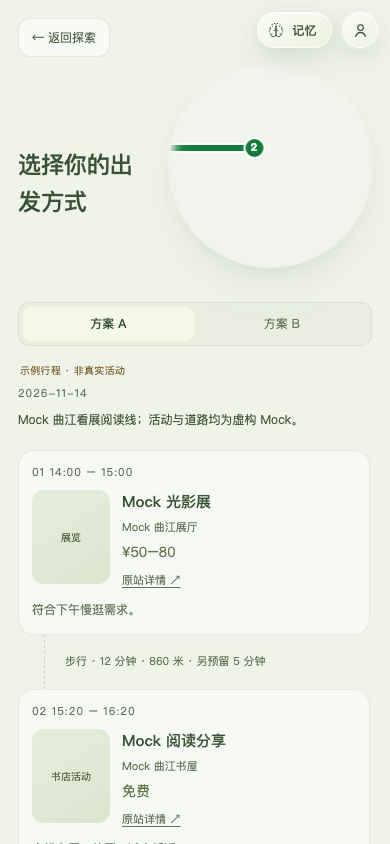 ← 返回探索
记忆
2
选择你的出
发方式
方案 A
方案 B
示例行程 · 非真实活动
2026-11-14
Mock 曲江看展阅读线；活动与道路均为虚构 Mock。
01 14:00 — 15:00
展览
Mock 光影展
Mock 曲江展厅
¥50—80
原站详情 ↗
符合下午慢逛需求。
步行 · 12 分钟 · 860 米 · 另预留 5 分钟
02 15:20 — 16:20
书店活动
Mock 阅读分享
Mock 曲江书屋
免费
原站详情 ↗